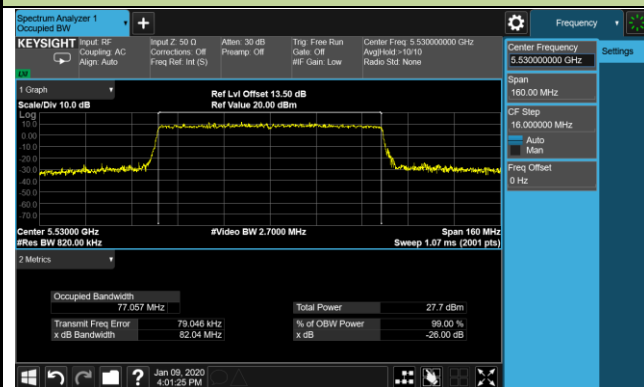 Spectrum Analyzer 1
Occupied BW
Frequency
KEYSIGHT
Input: RF
Coupling: AC
Align: Auto
Input Z: 50 Ω
Corrections: Off
Freq Ref: Int (S)
Atten: 30 dB
Preamp: Off
Trig: Free Run
Gate: Off
#IF Gain: Low
Center Freq: 5.530000000 GHz
Avg|Hold:>10/10
Radio Std: None
Center Frequency
5.530000000 GHz
Settings
Span
160.00 MHz
CF Step
16.000000 MHz
Auto
Man
Freq Offset
0 Hz
1 Graph
Scale/Div 10.0 dB
Ref Lvl Offset 13.50 dB
Ref Value 20.00 dBm
Log
10.0
0.00
-10.0
-20.0
-30.0
-40.0
-50.0
-60.0
-70.0
Center 5.53000 GHz
#Res BW 820.00 kHz
#Video BW 2.7000 MHz
Span 160 MHz
Sweep 1.07 ms (2001 pts)
2 Metrics
Occupied Bandwidth
77.057 MHz
Total Power 27.7 dBm
Transmit Freq Error 79.046 kHz
% of OBW Power 99.00 %
x dB Bandwidth 82.04 MHz
x dB -26.00 dB
Jan 09, 2020
4:01:25 PM